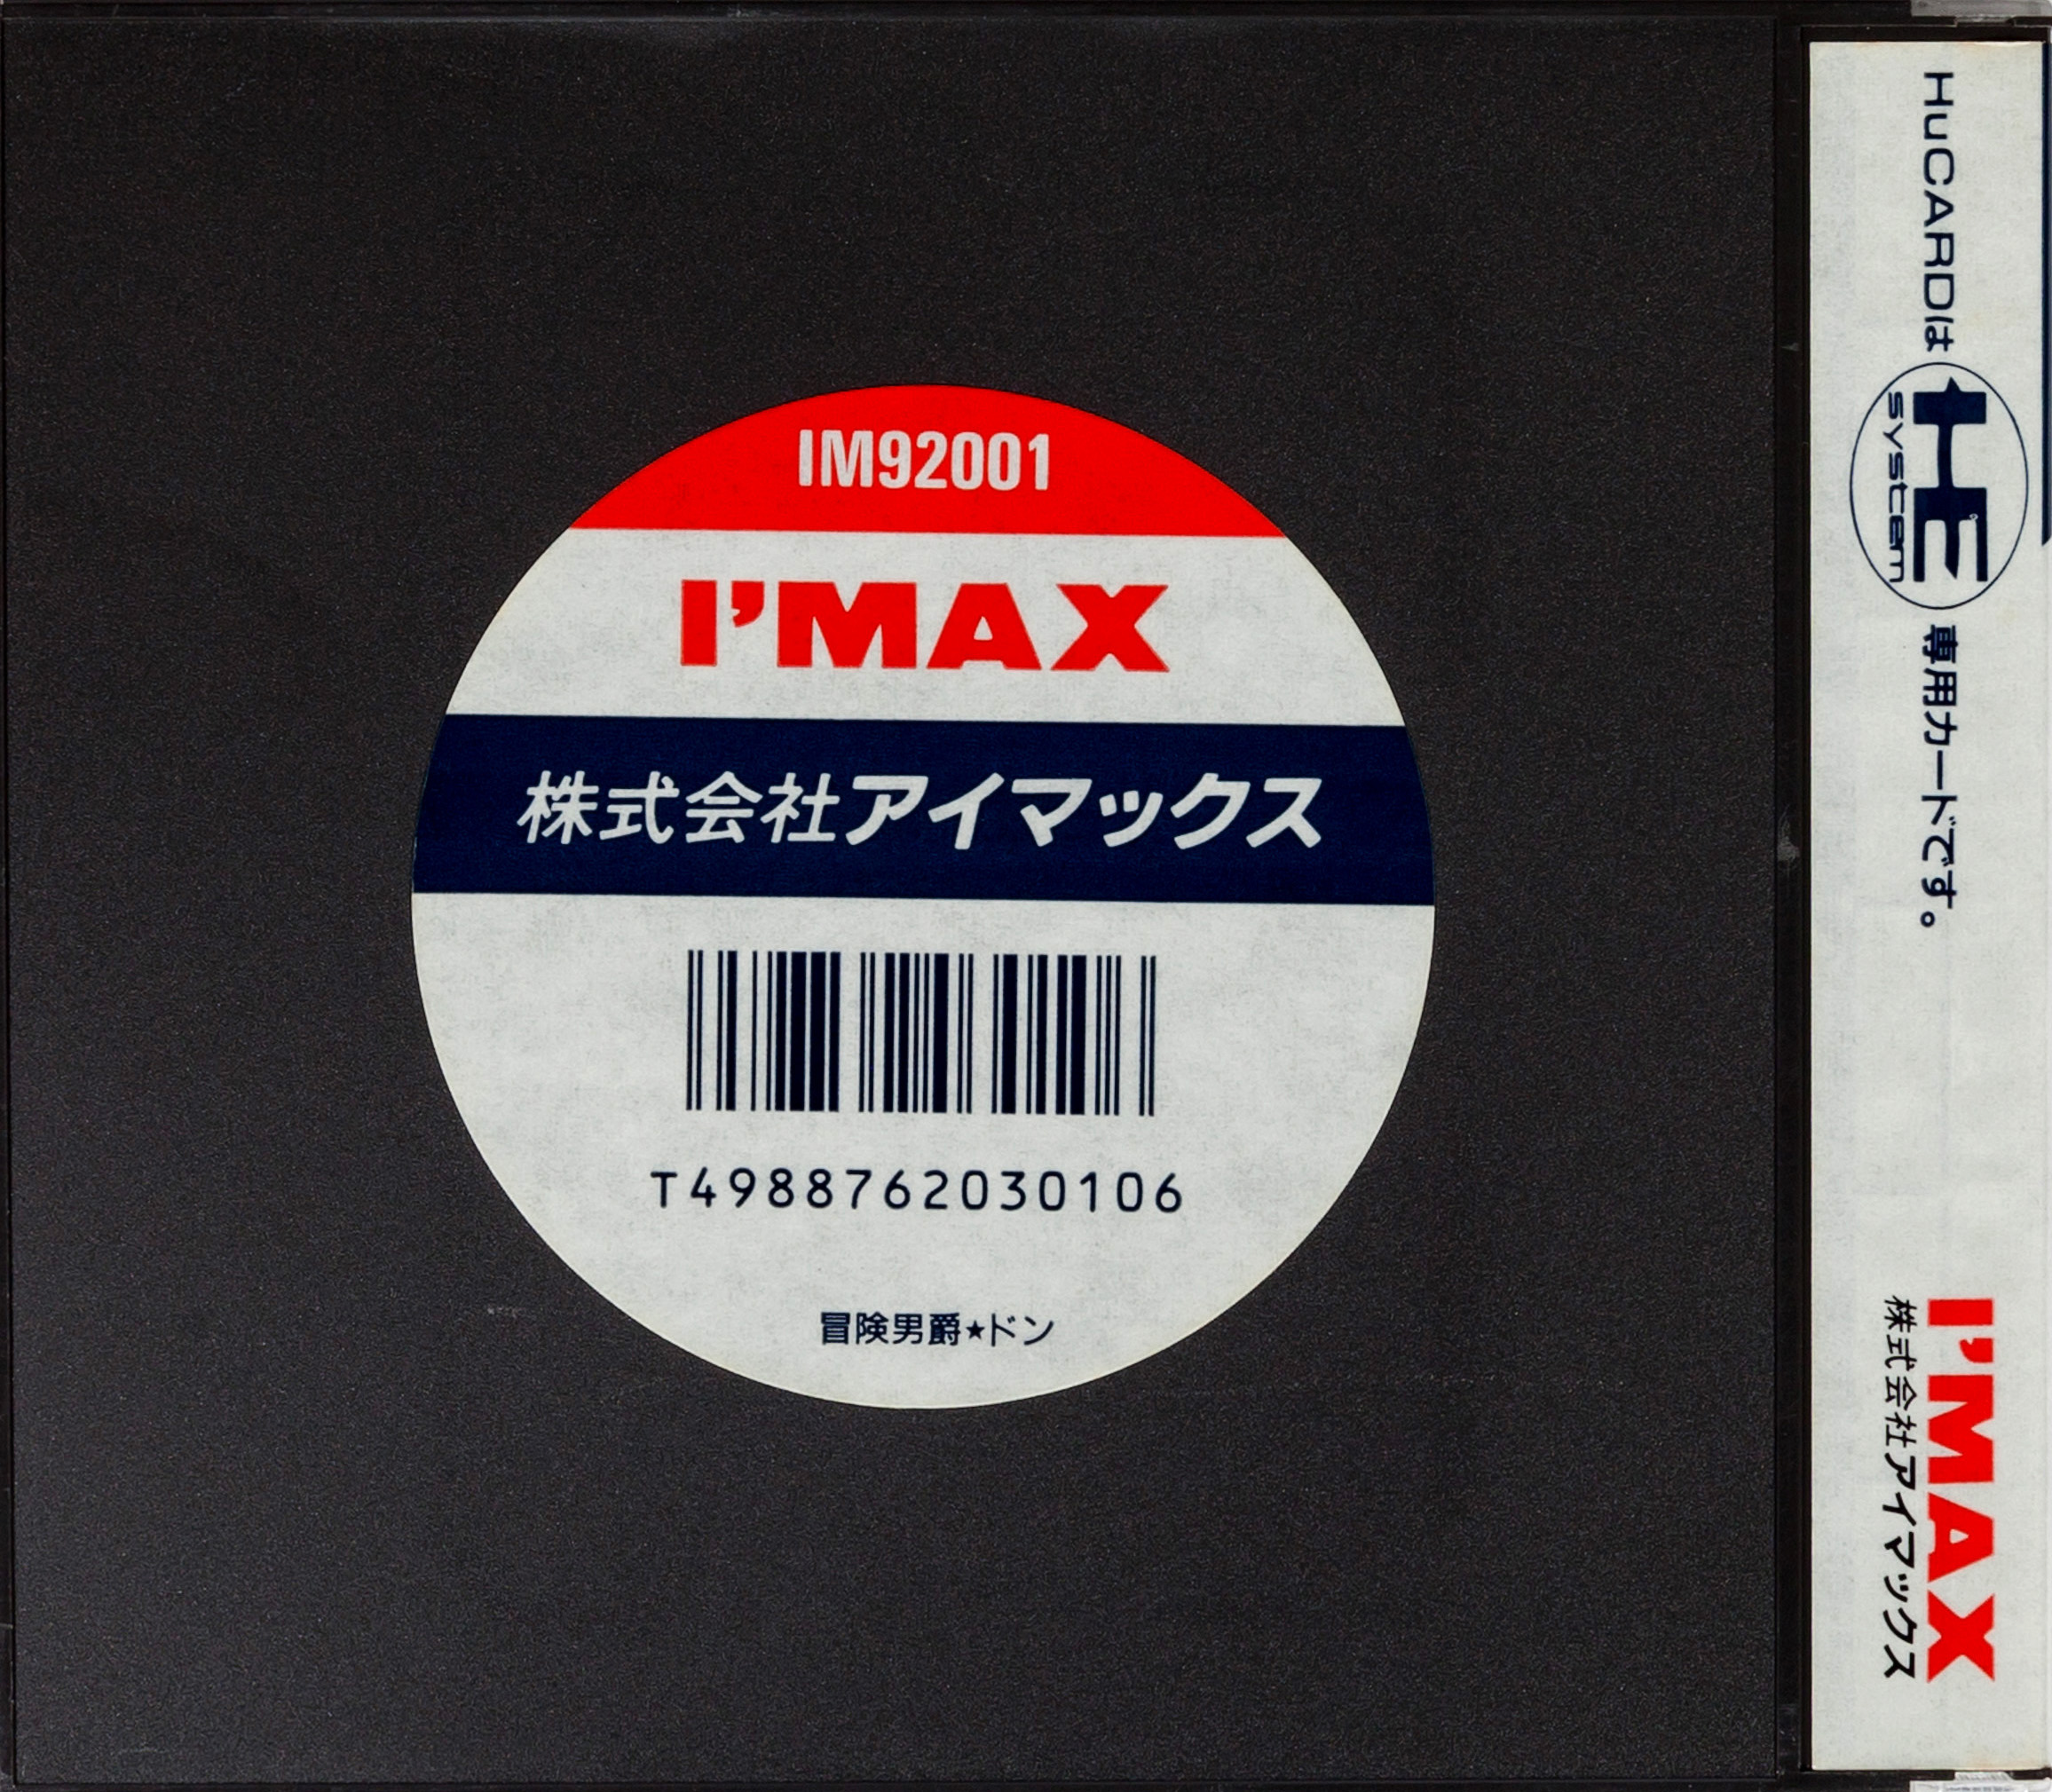 IM92001
I'MAX
株式会社アイマックス
T4988762030106
冒険男爵★ドン
HuCARDは
HE
system
専用カードです。
I'MAX
株式会社アイマックス